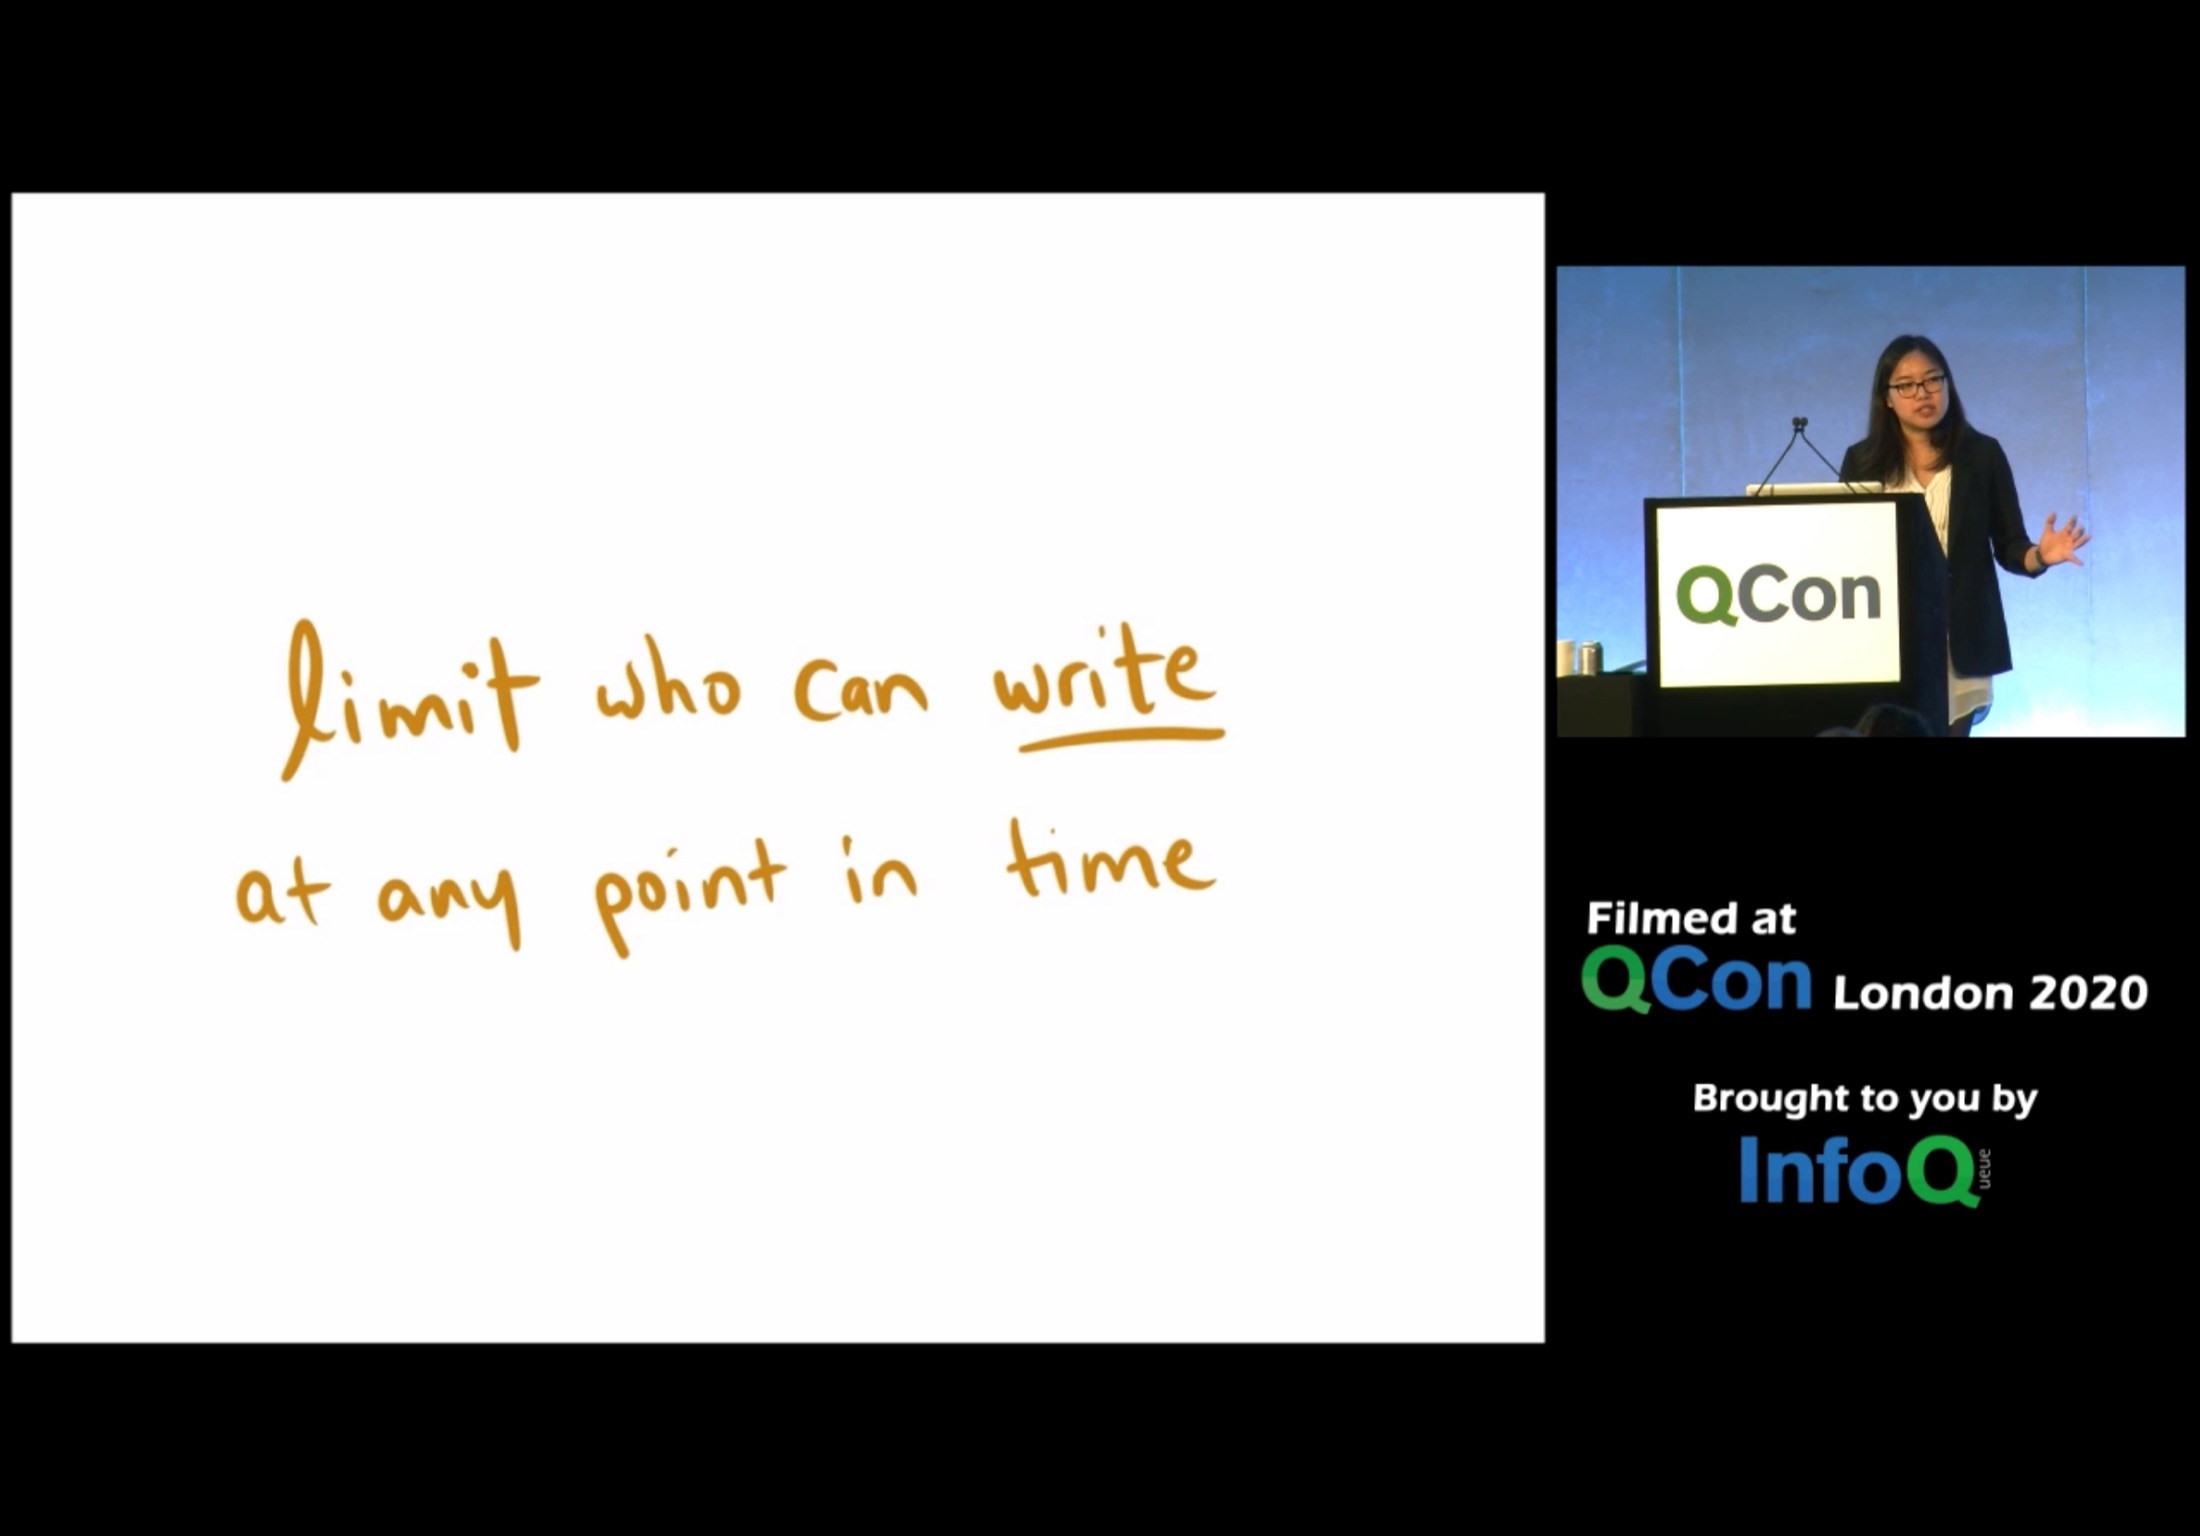 limit who can write
at any point in time
QCon
Filmed at
QCon London 2020
Brought to you by
InfoQ
ueue